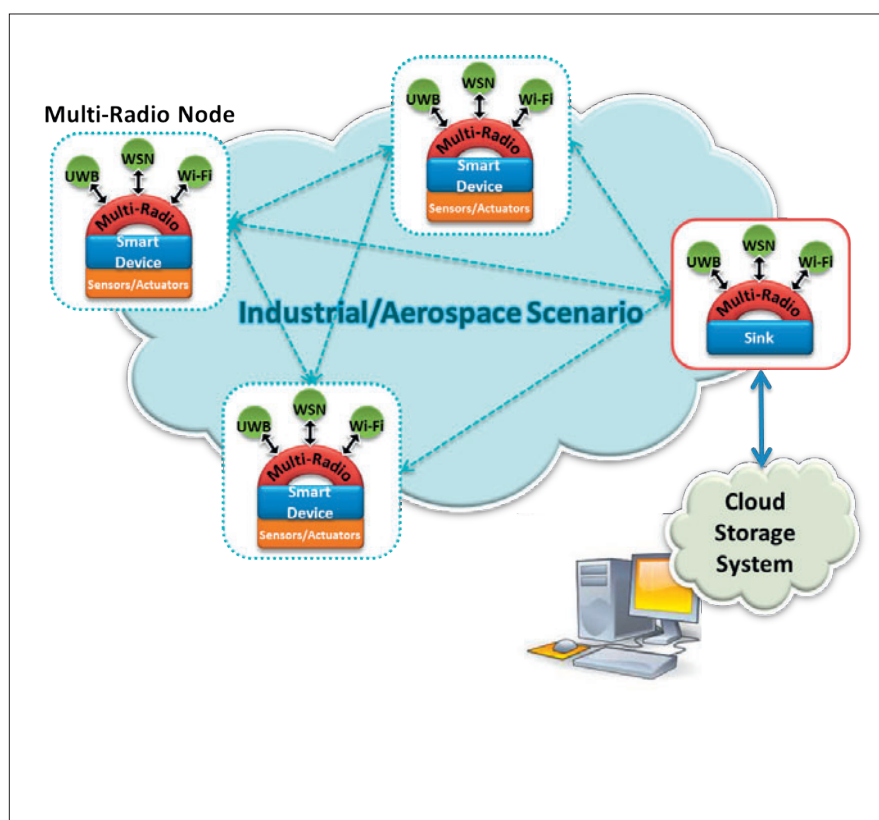 Multi-Radio Node
UWB
WSN
Wi-Fi
Multi-Radio
Smart
Device
Sensors/Actuators
UWB
WSN
Wi-Fi
Multi-Radio
Smart
Device
Sensors/Actuators
UWB
WSN
Wi-Fi
Multi-Radio
Sink
Industrial/Aerospace Scenario
UWB
WSN
Wi-Fi
Multi-Radio
Smart
Device
Sensors/Actuators
Cloud
Storage
System